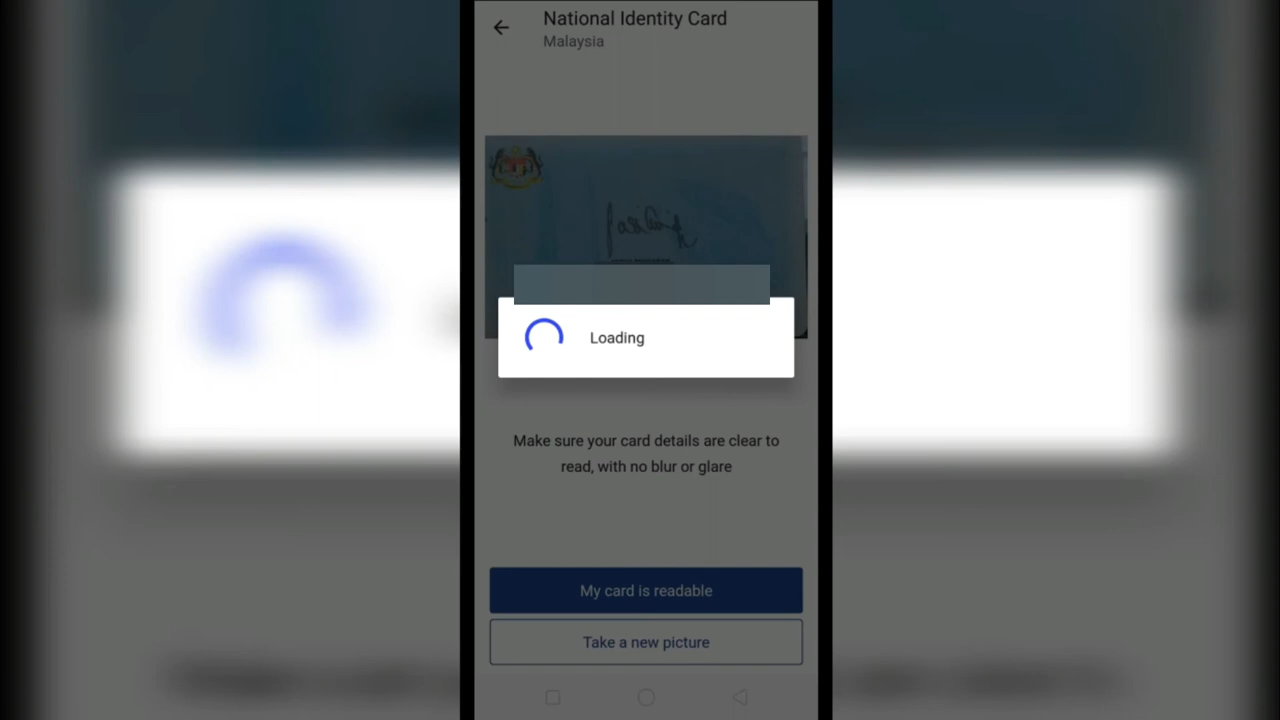 National Identity Card
Malaysia
Loading
Make sure your card details are clear to
read, with no blur or glare
My card is readable
Take a new picture